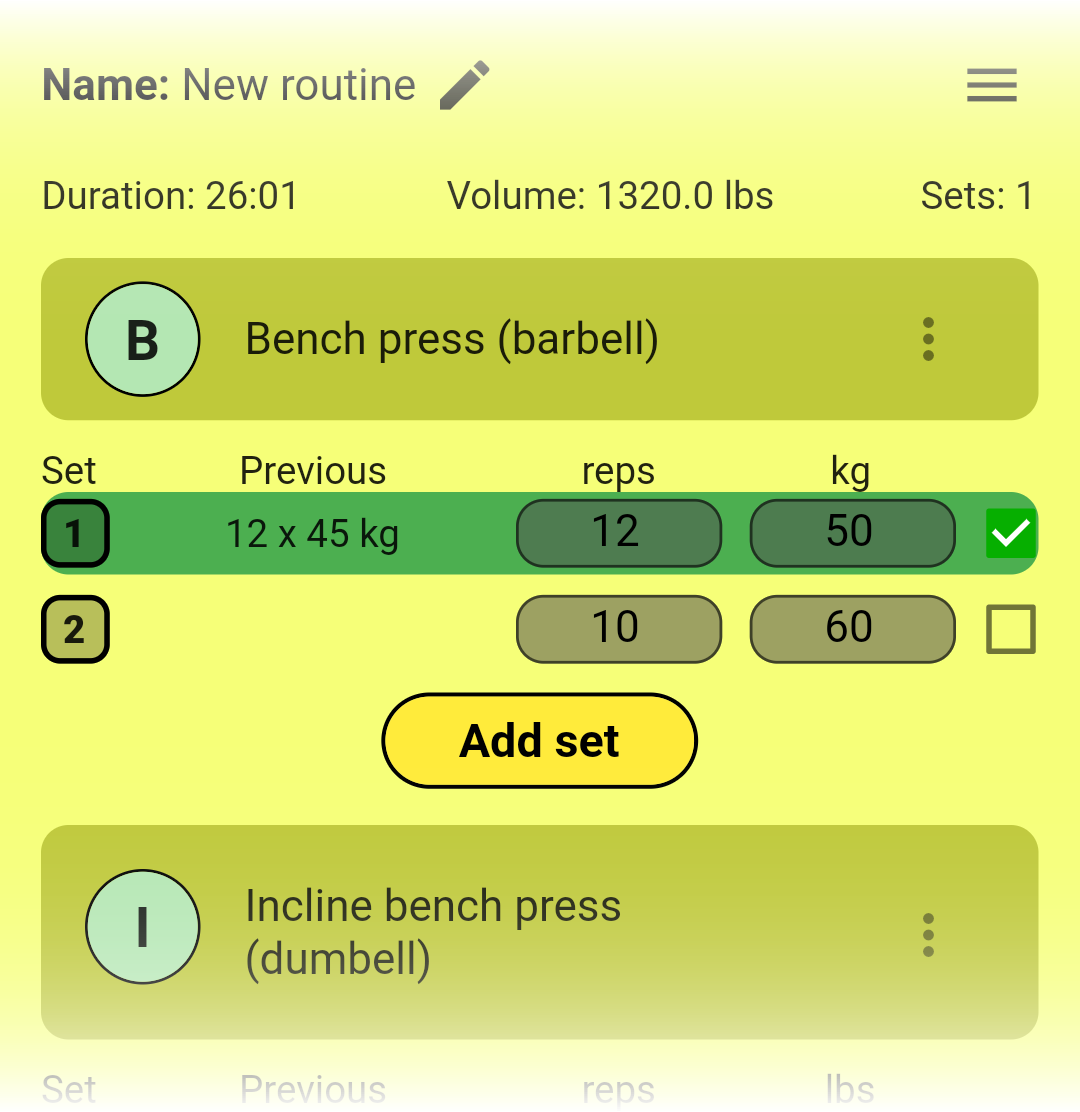 Name: New routine
Duration: 26:01 Volume: 1320.0 lbs Sets: 1
B Bench press (barbell)
Set Previous reps kg
1 12 x 45 kg 12 50
2 10 60
Add set
I Incline bench press
(dumbell)
Set Previous reps lbs